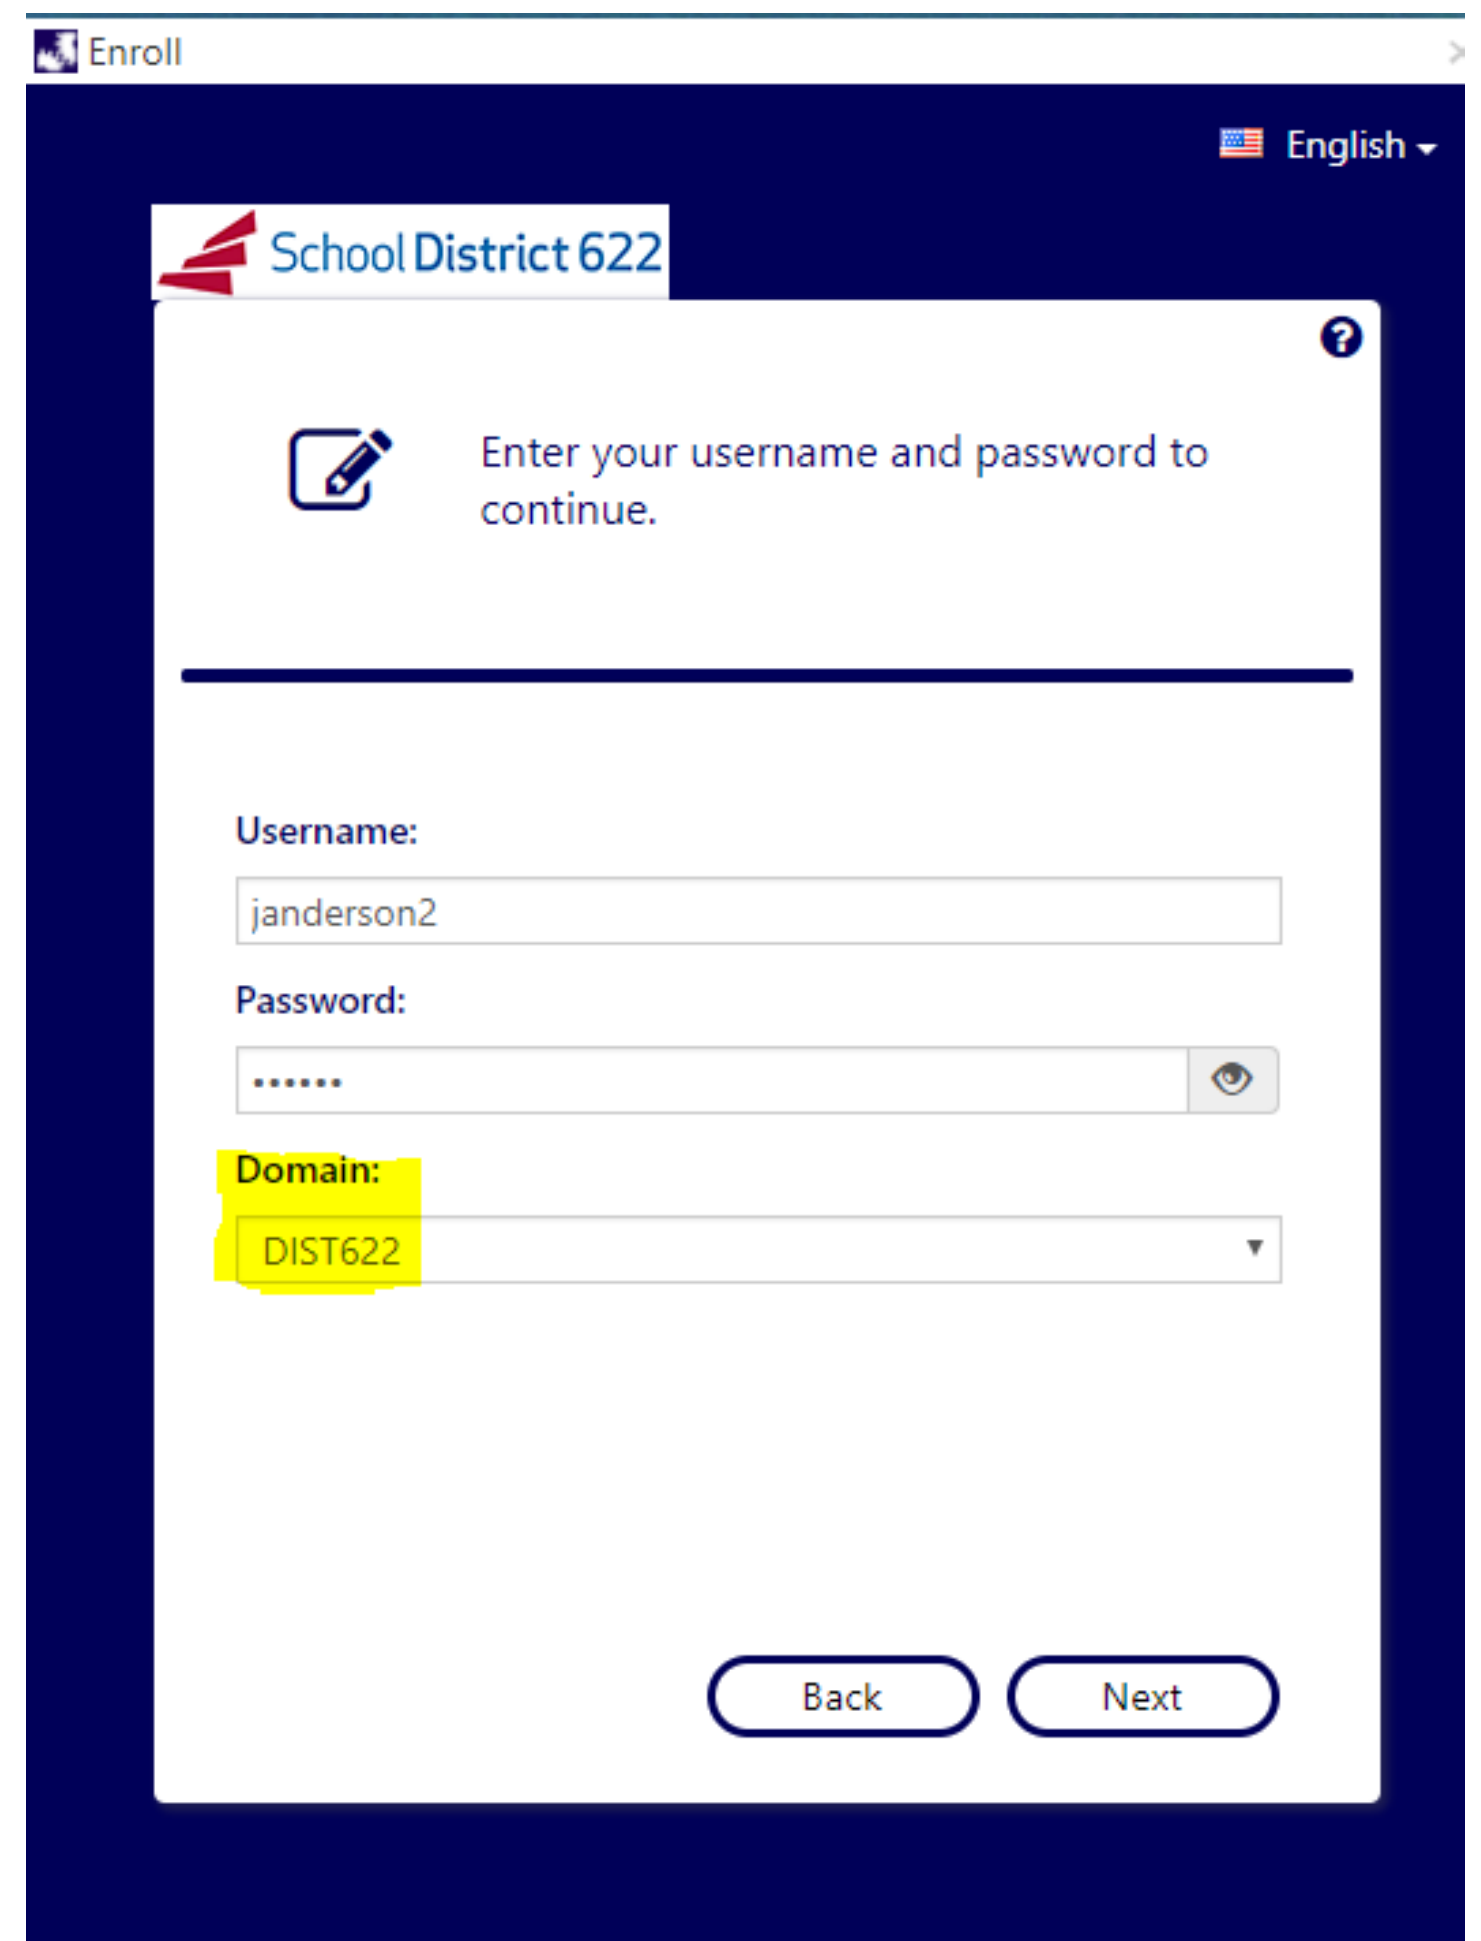 Enroll
English
School District 622
Enter your username and password to
continue.
Username:
janderson2
Password:
••••••
Domain:
DIST622
Back Next